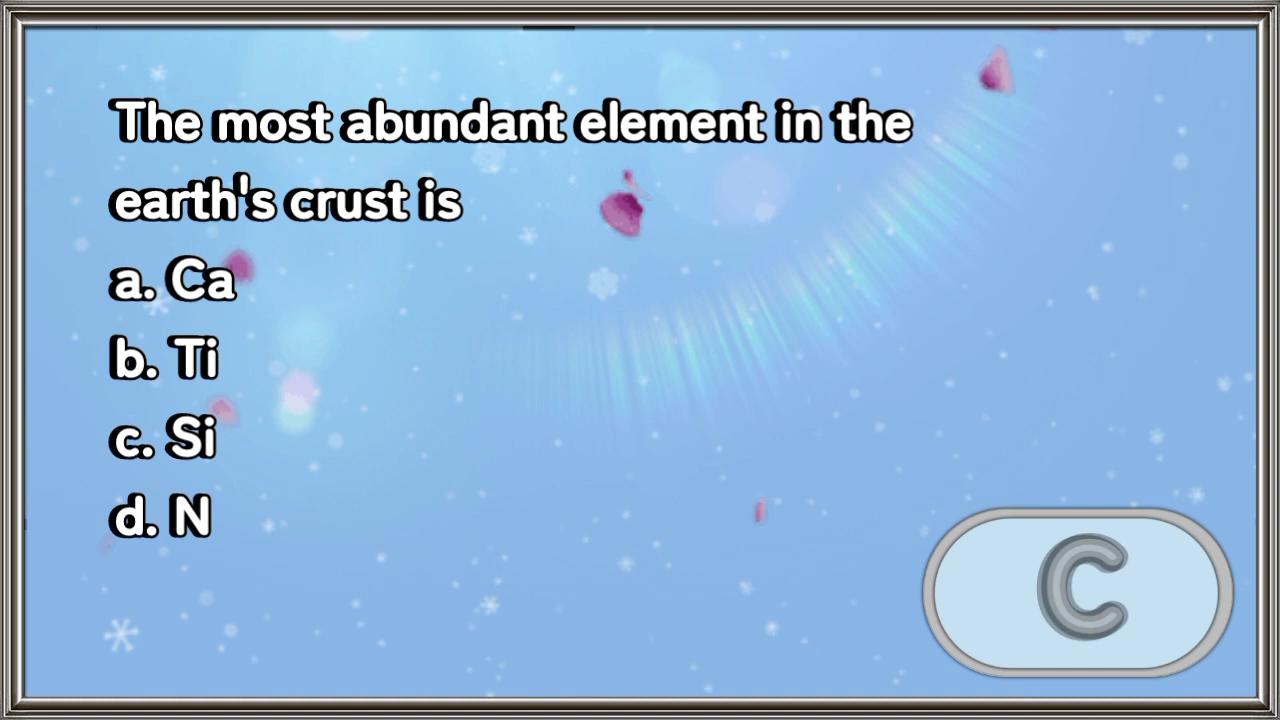 The most abundant element in the
earth's crust is
a. Ca
b. Ti
c. Si
d. N
C